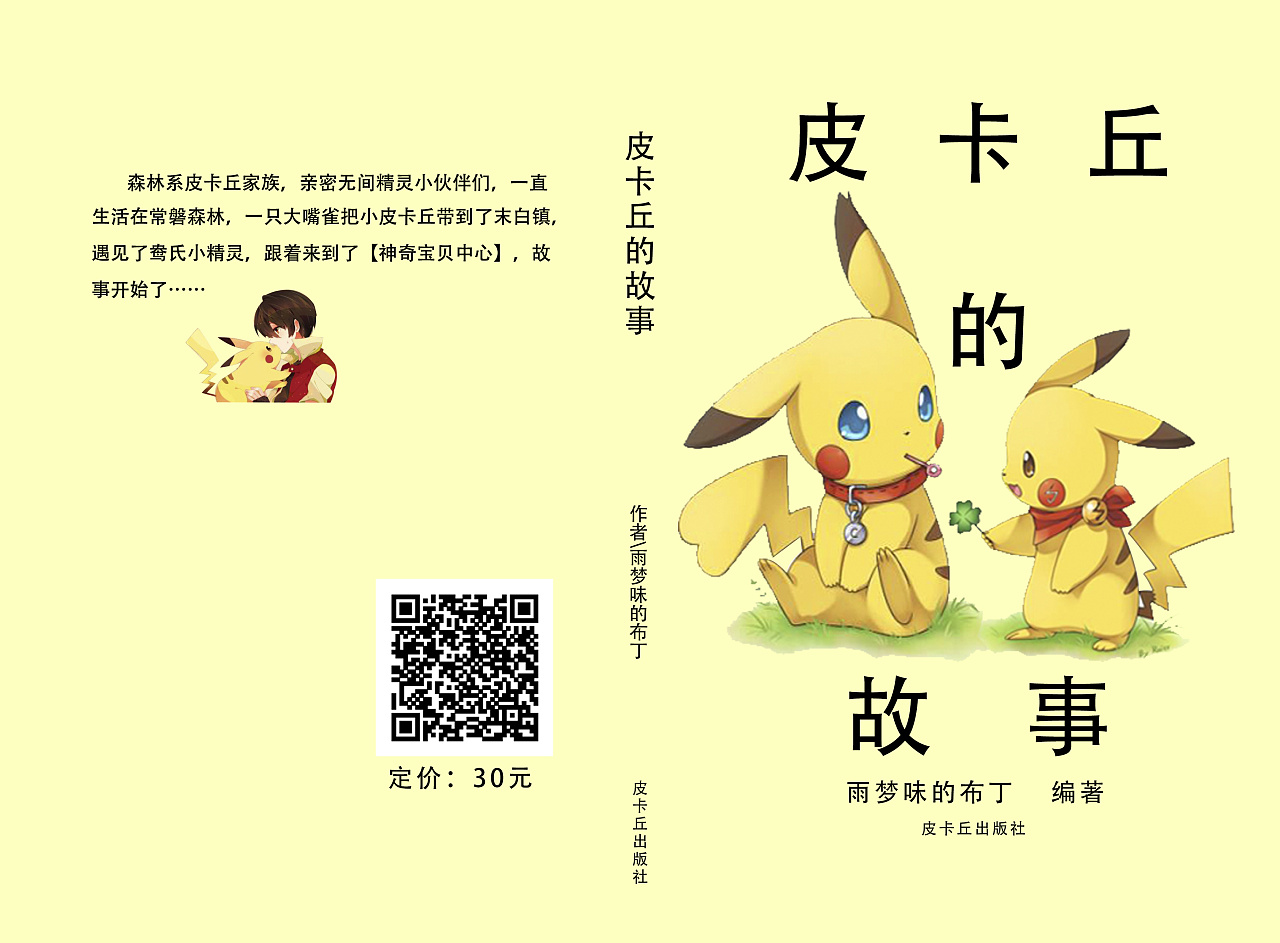 森林系皮卡丘家族，亲密无间精灵小伙伴们，一直
生活在常磐森林，一只大嘴雀把小皮卡丘带到了末白镇，
遇见了鸯氏小精灵，跟着来到了【神奇宝贝中心】，故
事开始了……
定价：30元
皮卡丘的故事
作者/雨梦味的布丁
皮卡丘出版社
皮卡丘
的
故事
雨梦味的布丁 编著
皮卡丘出版社